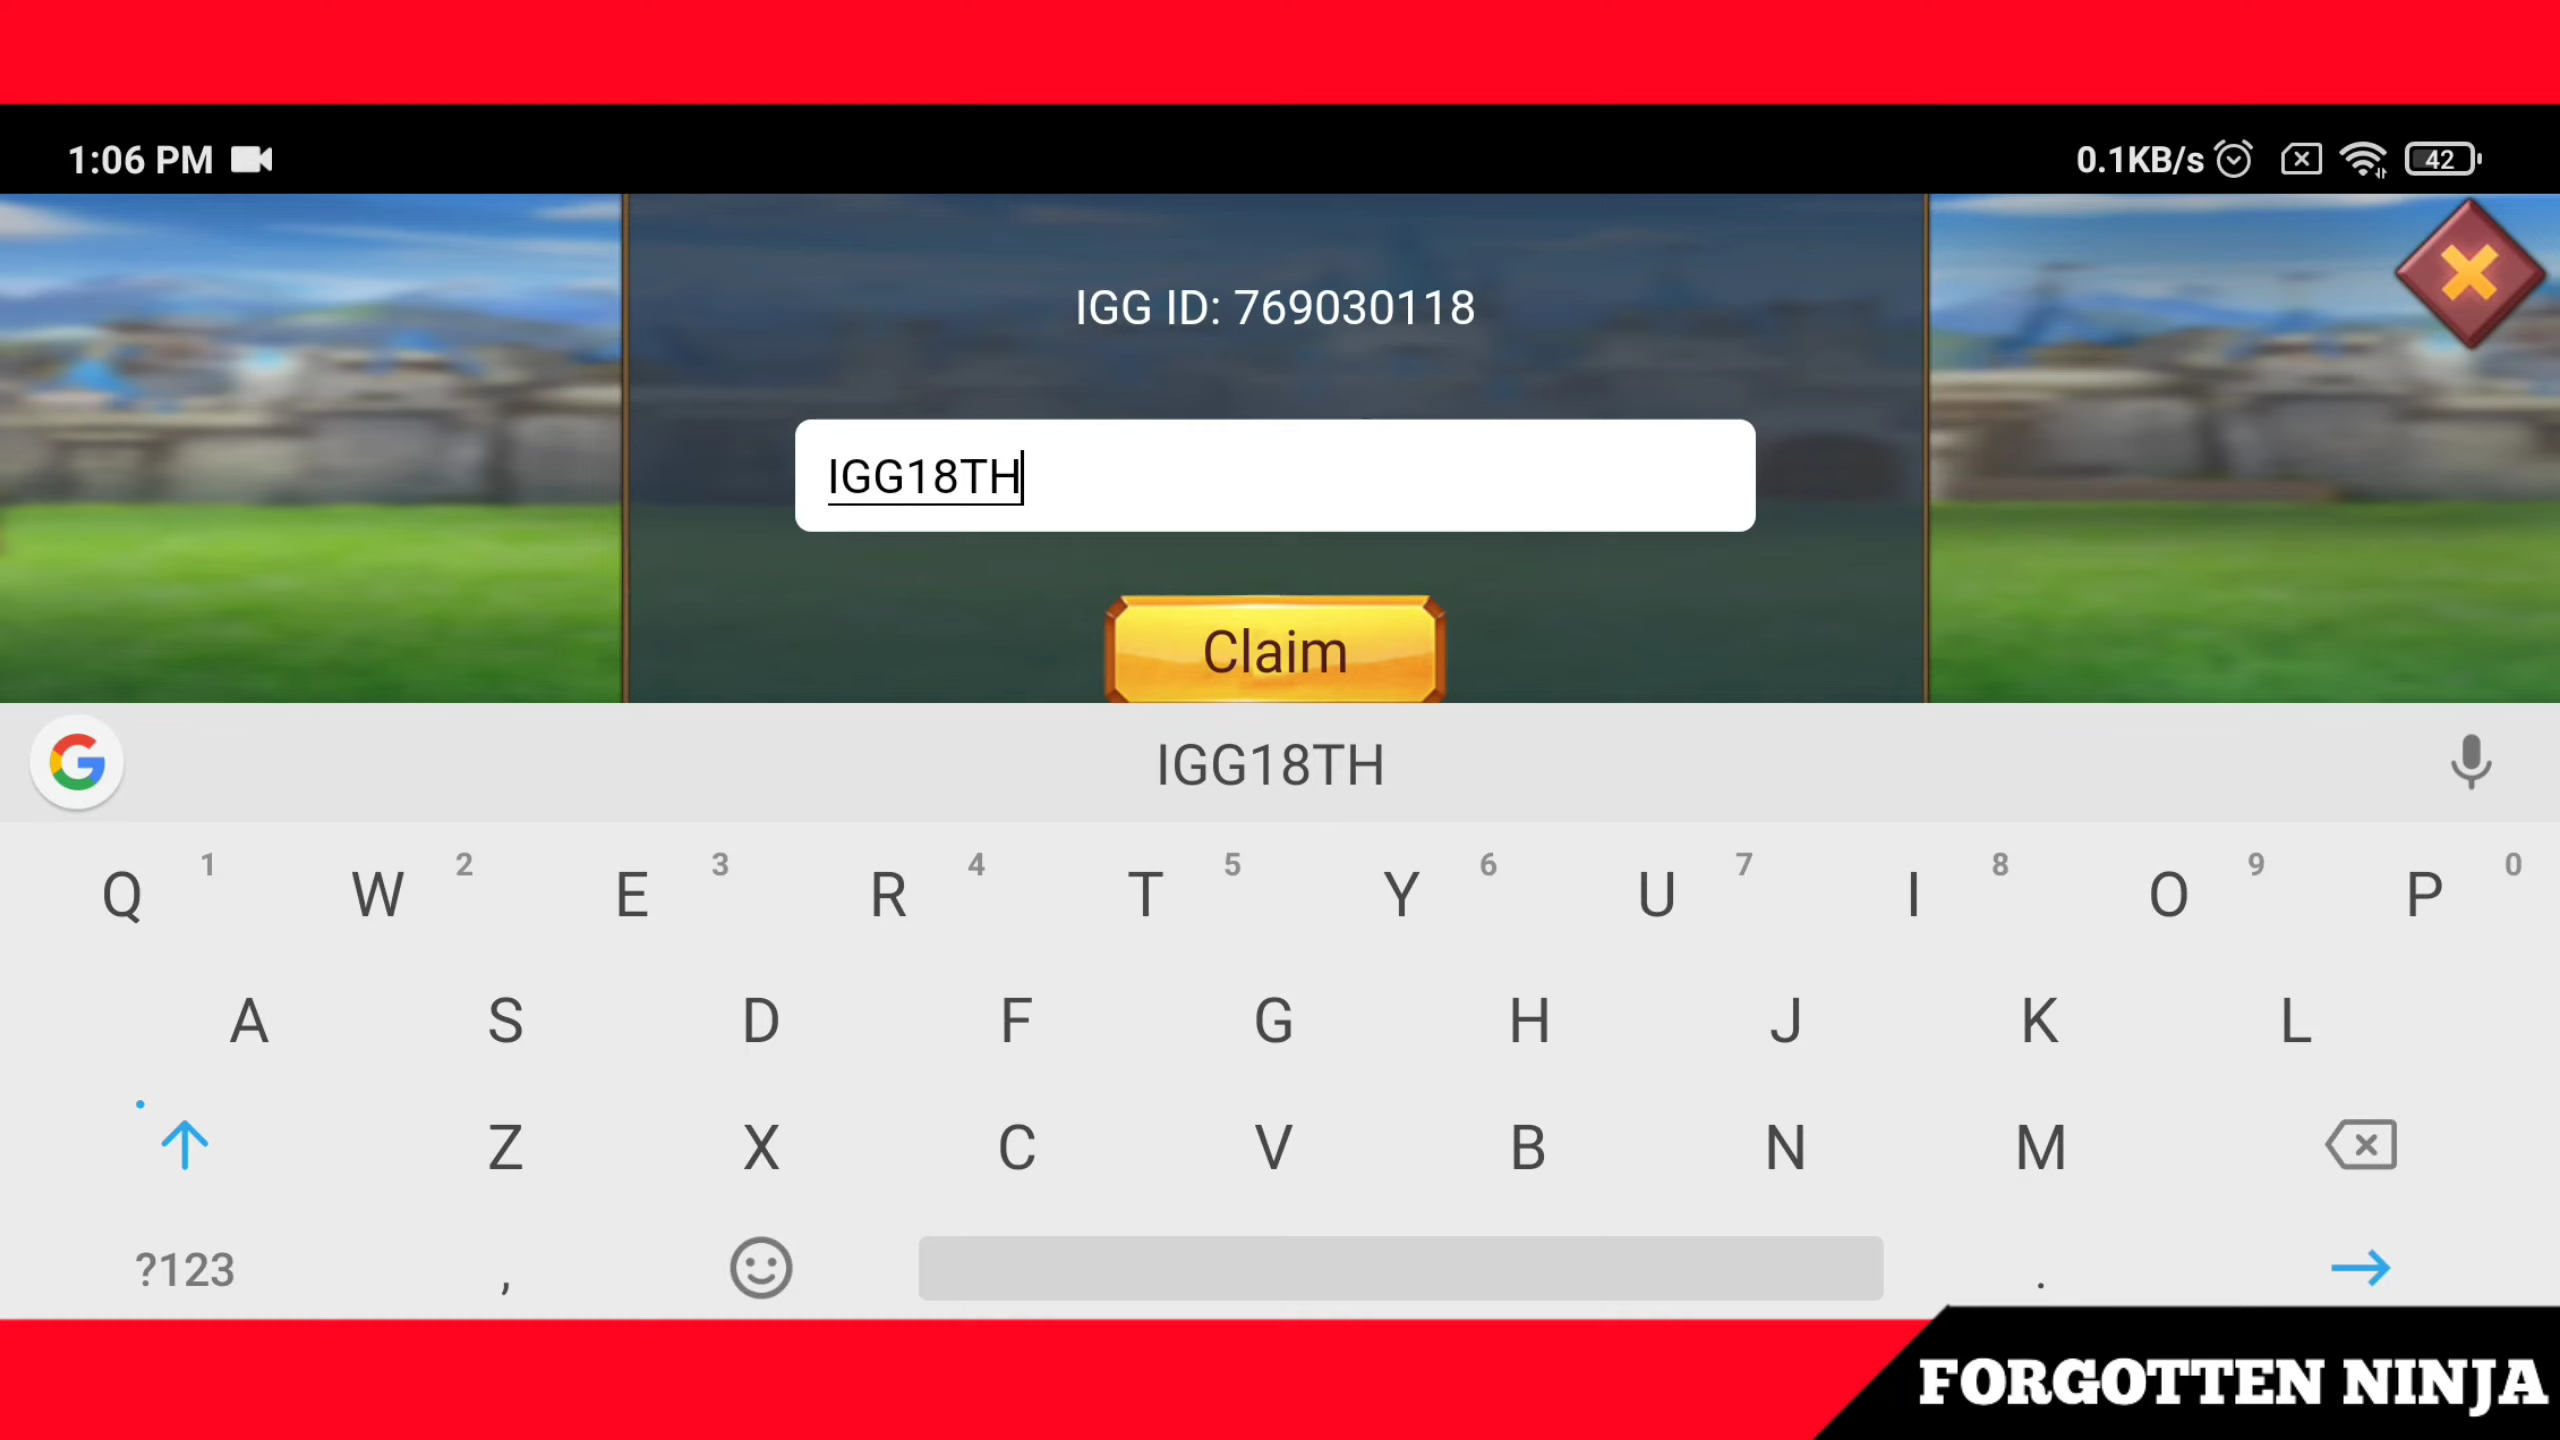 1:06 PM 0.1KB/s 42
IGG ID: 769030118
IGG18TH
Claim
G IGG18TH
Q 1 W 2 E 3 R 4 T 5 Y 6 U 7 I 8 O 9 P 0
A S D F G H J K L
Z X C V B N M
?123 , .
FORGOTTEN NINJA